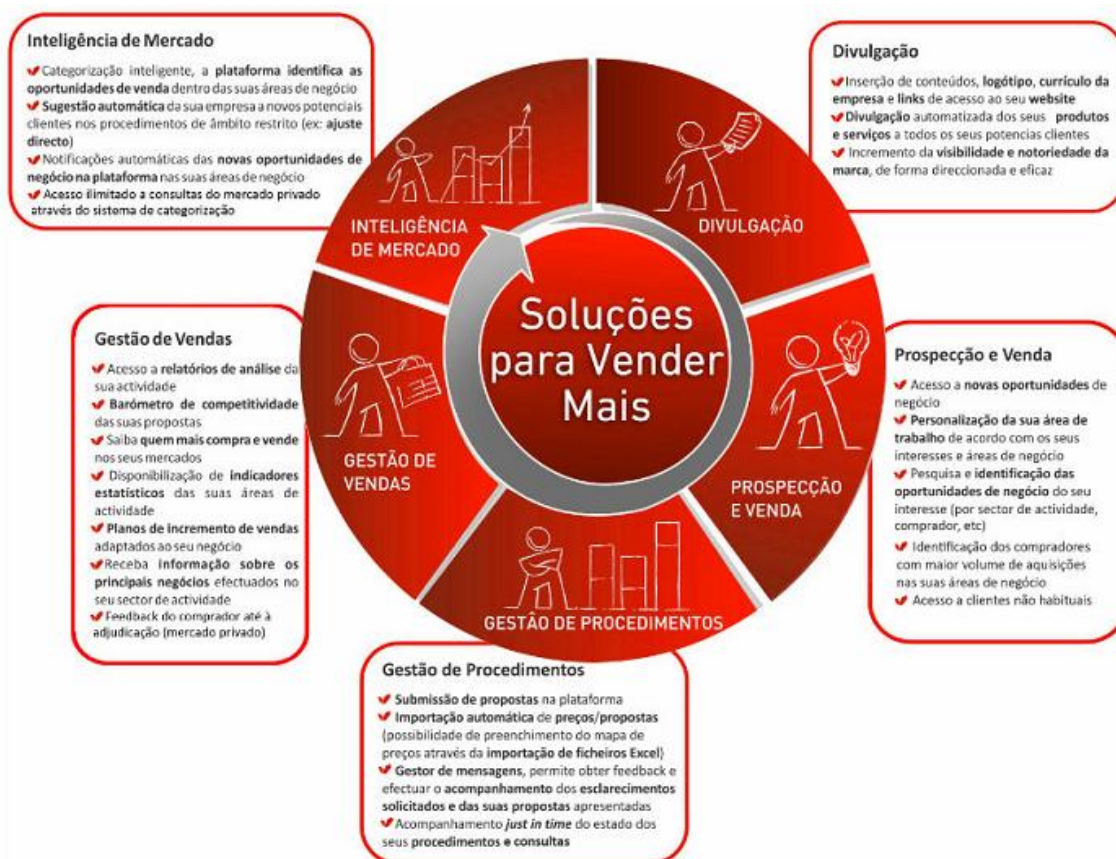 Inteligência de Mercado
Categorização inteligente, a plataforma identifica as
oportunidades de venda dentro das suas áreas de negócio
Sugestão automática da sua empresa a novos potenciais
clientes nos procedimentos de âmbito restrito (ex: ajuste
directo)
Notificações automáticas das novas oportunidades de
negócio na plataforma nas suas áreas de negócio
Acesso ilimitado a consultas do mercado privado
através do sistema de categorização
Divulgação
Inserção de conteúdos, logótipo, currículo da
empresa e links de acesso ao seu website
Divulgação automatizada dos seus produtos
e serviços a todos os seus potencias clientes
Incremento da visibilidade e notoriedade da
marca, de forma direccionada e eficaz
INTELIGÊNCIA
DE MERCADO
DIVULGAÇÃO
Soluções
para Vender
Mais
GESTÃO DE
VENDAS
PROSPECÇÃO
E VENDA
GESTÃO DE PROCEDIMENTOS
Gestão de Vendas
Acesso a relatórios de análise da
sua actividade
Barómetro de competitividade
das suas propostas
Saiba quem mais compra e vende
nos seus mercados
Disponibilização de indicadores
estatísticos das suas áreas de
actividade
Planos de incremento de vendas
adaptados ao seu negócio
Receba informação sobre os
principais negócios efectuados no
seu sector de actividade
Feedback do comprador até à
adjudicação (mercado privado)
Prospecção e Venda
Acesso a novas oportunidades de
negócio
Personalização da sua área de
trabalho de acordo com os seus
interesses e áreas de negócio
Pesquisa e identificação das
oportunidades de negócio do seu
interesse (por sector de actividade,
comprador, etc)
Identificação dos compradores
com maior volume de aquisições
nas suas áreas de negócio
Acesso a clientes não habituais
Gestão de Procedimentos
Submissão de propostas na plataforma
Importação automática de preços/propostas
(possibilidade de preenchimento do mapa de
preços através da importação de ficheiros Excel)
Gestor de mensagens, permite obter feedback e
efectuar o acompanhamento dos esclarecimentos
solicitados e das suas propostas apresentadas
Acompanhamento just in time do estado dos
seus procedimentos e consultas